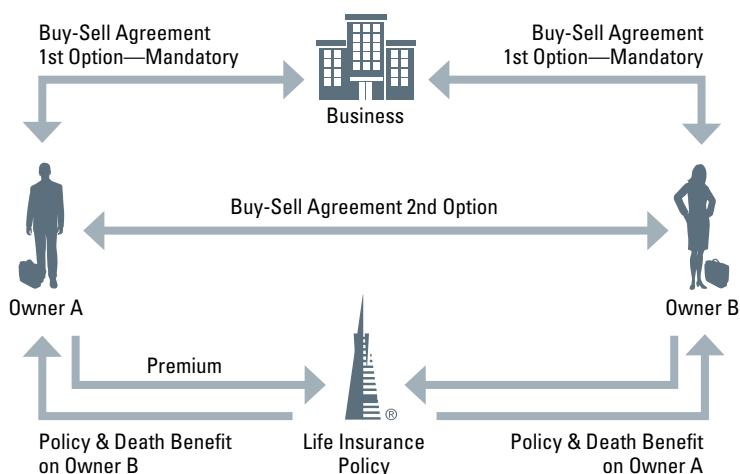 Buy-Sell Agreement
1st Option—Mandatory
Buy-Sell Agreement
1st Option—Mandatory
Business
Buy-Sell Agreement 2nd Option
Owner A
Owner B
Premium
®
Policy & Death Benefit
on Owner B
Life Insurance
Policy
Policy & Death Benefit
on Owner A